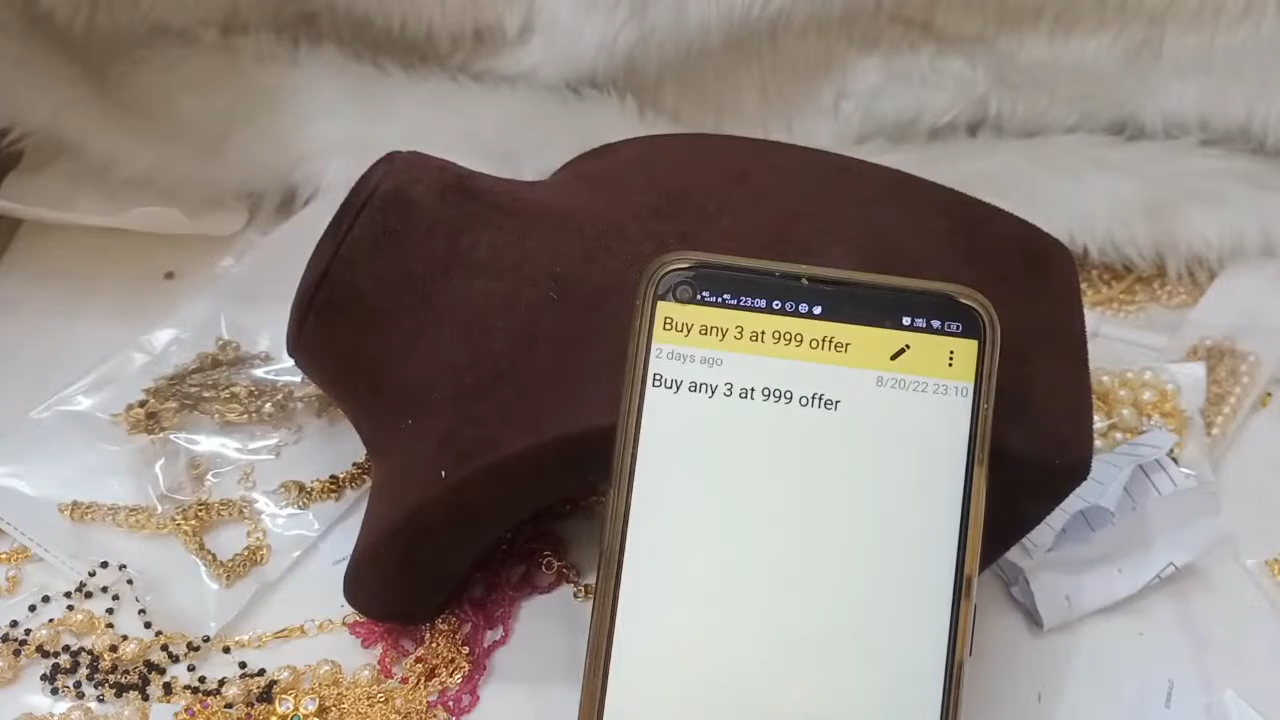 23:08
Buy any 3 at 999 offer
2 days ago
8/20/22 23:10
Buy any 3 at 999 offer